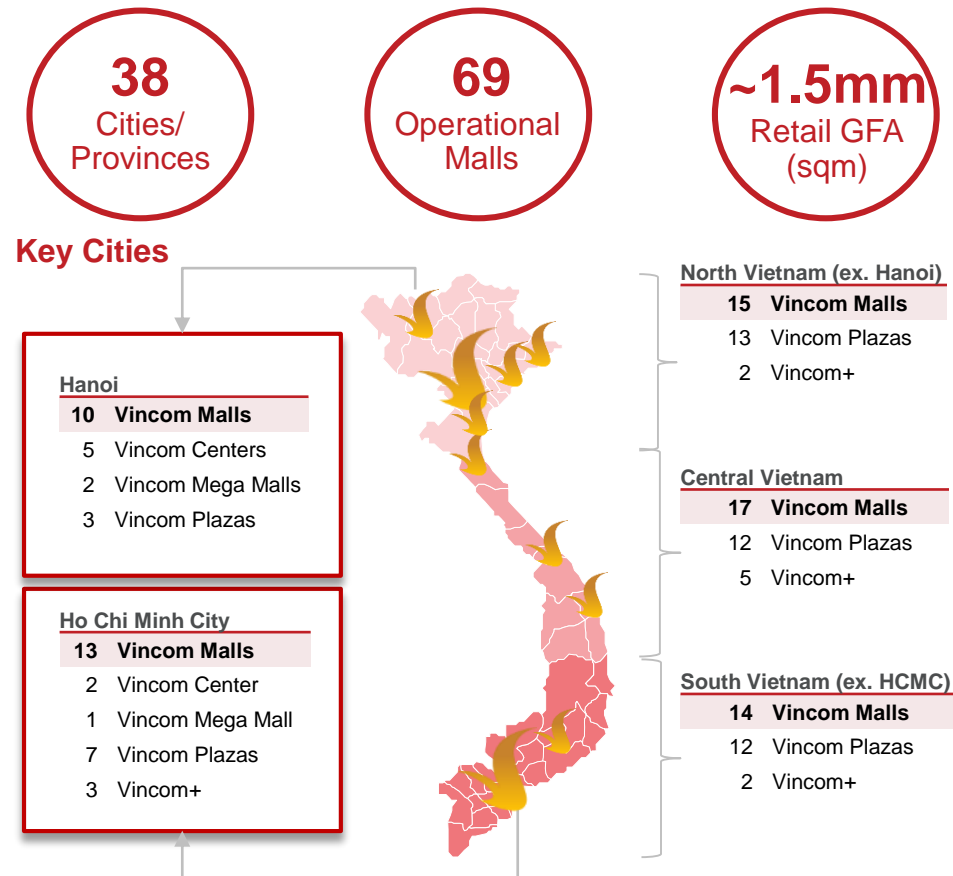 38
Cities/
Provinces
69
Operational
Malls
~1.5mm
Retail GFA
(sqm)
Key Cities
Hanoi
10 Vincom Malls
5 Vincom Centers
2 Vincom Mega Malls
3 Vincom Plazas
Ho Chi Minh City
13 Vincom Malls
2 Vincom Center
1 Vincom Mega Mall
7 Vincom Plazas
3 Vincom+
North Vietnam (ex. Hanoi)
15 Vincom Malls
13 Vincom Plazas
2 Vincom+
Central Vietnam
17 Vincom Malls
12 Vincom Plazas
5 Vincom+
South Vietnam (ex. HCMC)
14 Vincom Malls
12 Vincom Plazas
2 Vincom+